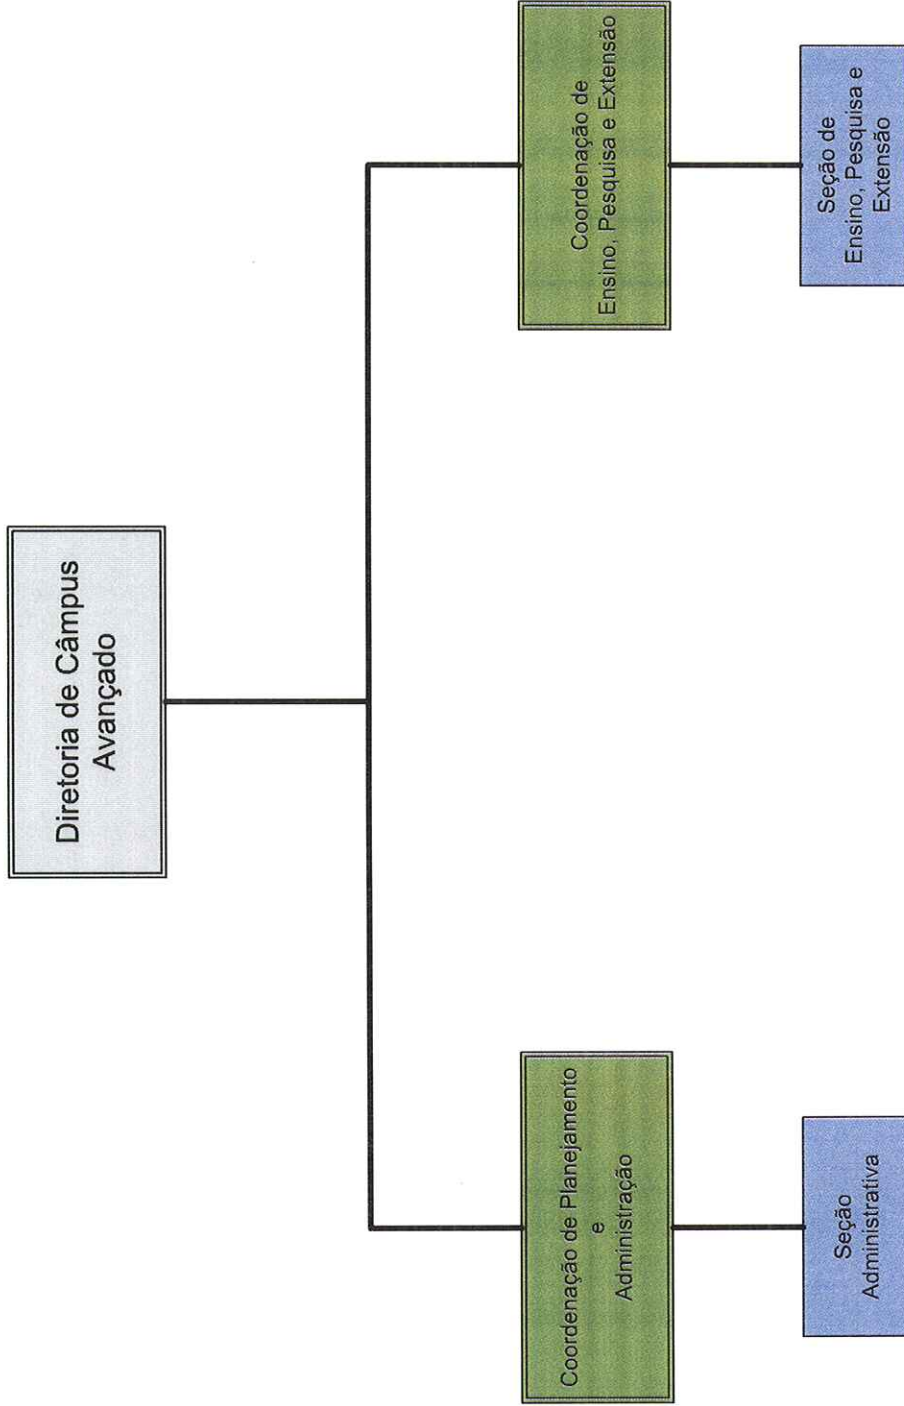 Diretoria de Câmpus
Avançado
Coordenação de Planejamento
e
Administração
Coordenação de
Ensino, Pesquisa e Extensão
Seção
Administrativa
Seção de
Ensino, Pesquisa e
Extensão